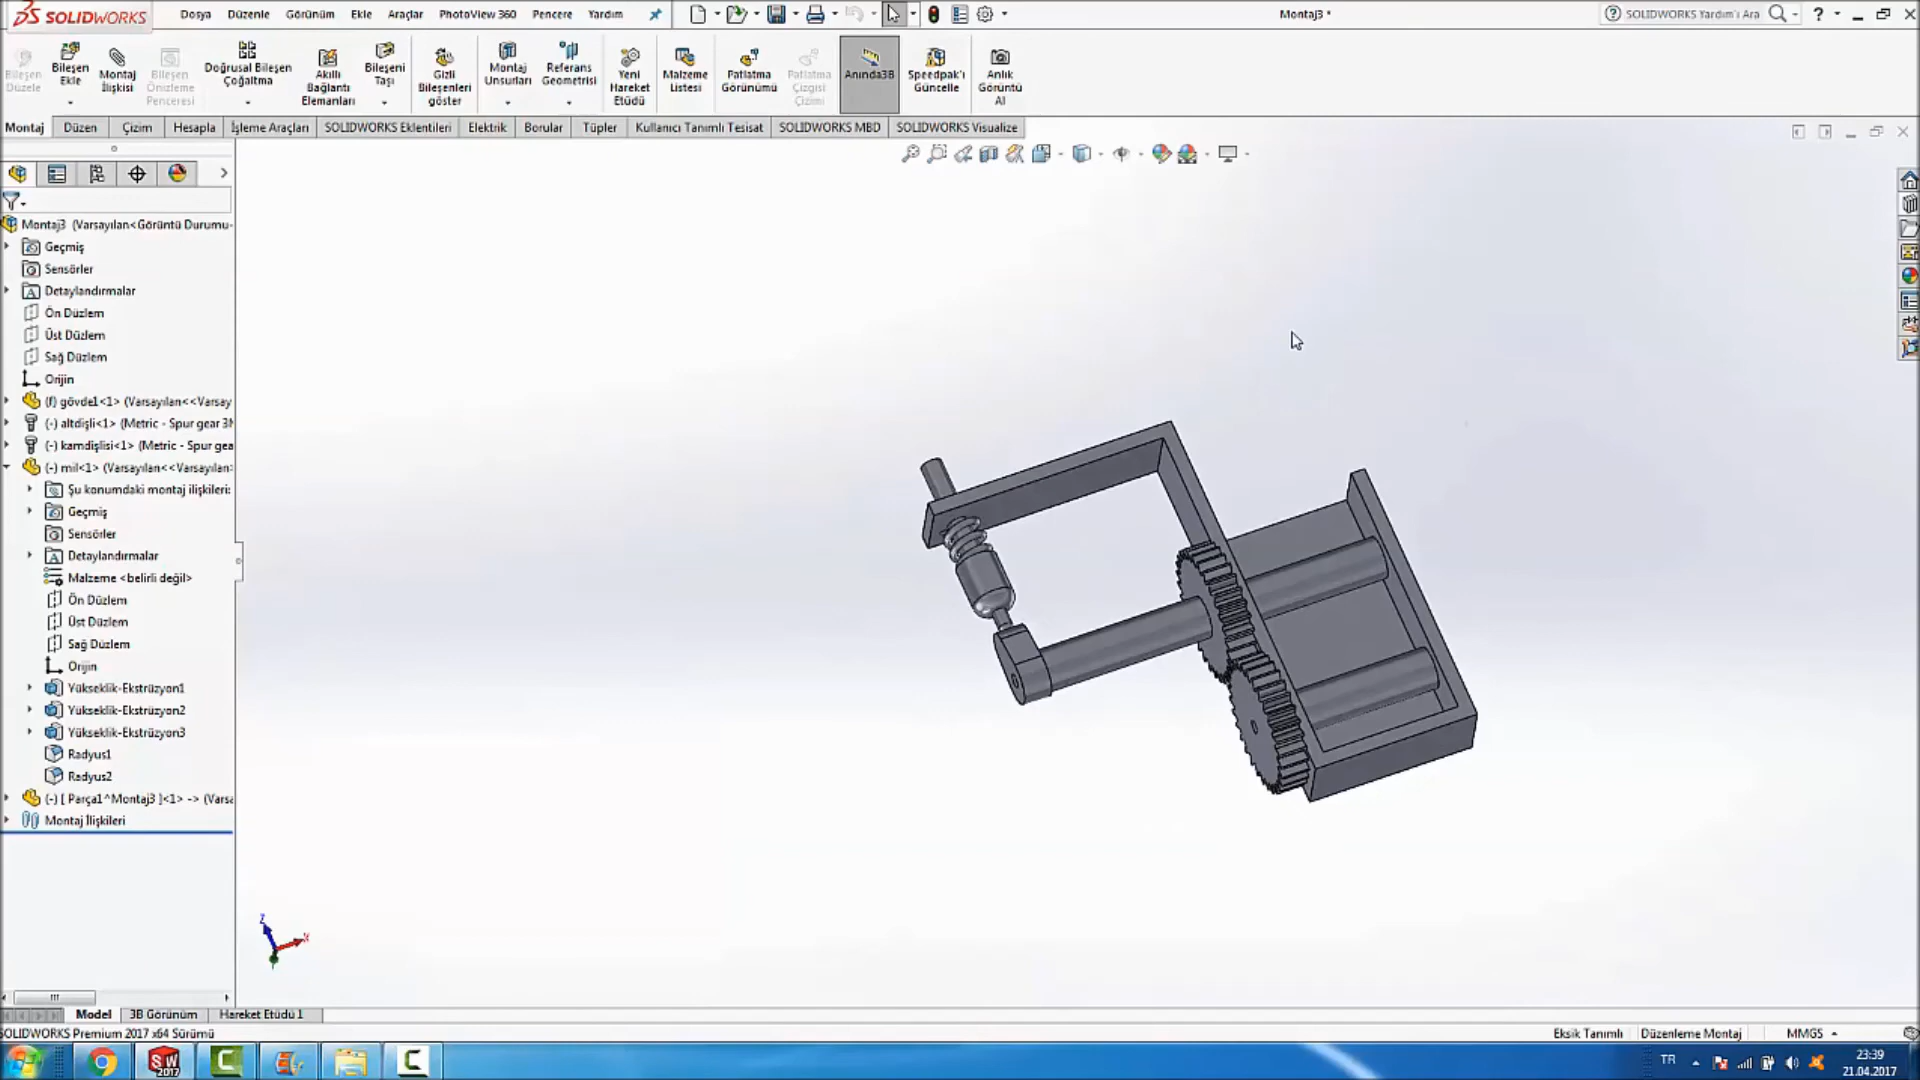 SOLIDWORKS
Dosya Düzenle Görünüm Ekle Araçlar PhotoView 360 Pencere Yardım
Montaj3 *
SOLIDWORKS Yardım'ı Ara
Bileşen Düzele
Bileşen Ekle
Montaj İlişkisi
Bileşen Önizleme Penceresi
Doğrusal Bileşen Çoğaltma
Akıllı Bağlantı Elemanları
Bileşeni Taşı
Gizli Bileşenleri göster
Montaj Unsurları
Referans Geometrisi
Yeni Hareket Etüdü
Malzeme Listesi
Patlatma Görünümü
Patlatma Çizgisi Çizimi
Anında3B
Speedpak'ı Güncelle
Anlık Görüntü Al
Montaj Düzen Çizim Hesapla İşleme Araçları SOLIDWORKS Eklentileri Elektrik Borular Tüpler Kullanıcı Tanımlı Tesisat SOLIDWORKS MBD SOLIDWORKS Visualize
Montaj3 (Varsayılan<Görüntü Durumu-
Geçmiş
Sensörler
Detaylandırmalar
Ön Düzlem
Üst Düzlem
Sağ Düzlem
Orijin
(f) gövde1<1> (Varsayılan<<Varsay
(-) altdişli<1> (Metric - Spur gear 3
(-) kamdişlisi<1> (Metric - Spur gea
(-) mil<1> (Varsayılan<<Varsayılan
Şu konumdaki montaj ilişkileri:
Geçmiş
Sensörler
Detaylandırmalar
Malzeme <belirli değil>
Ön Düzlem
Üst Düzlem
Sağ Düzlem
Orijin
Yükseklik-Ekstrüzyon1
Yükseklik-Ekstrüzyon2
Yükseklik-Ekstrüzyon3
Radyus1
Radyus2
(-) [ Parça1^Montaj3 ]<1> -> (Varsa
Montaj İlişkileri
Z
X
Y
Model 3B Görünüm Hareket Etüdü 1
SOLIDWORKS Premium 2017 x64 Sürümü
Eksik Tanımlı Düzenleme Montaj MMGS
SW 2017
TR
23:39
21.04.2017